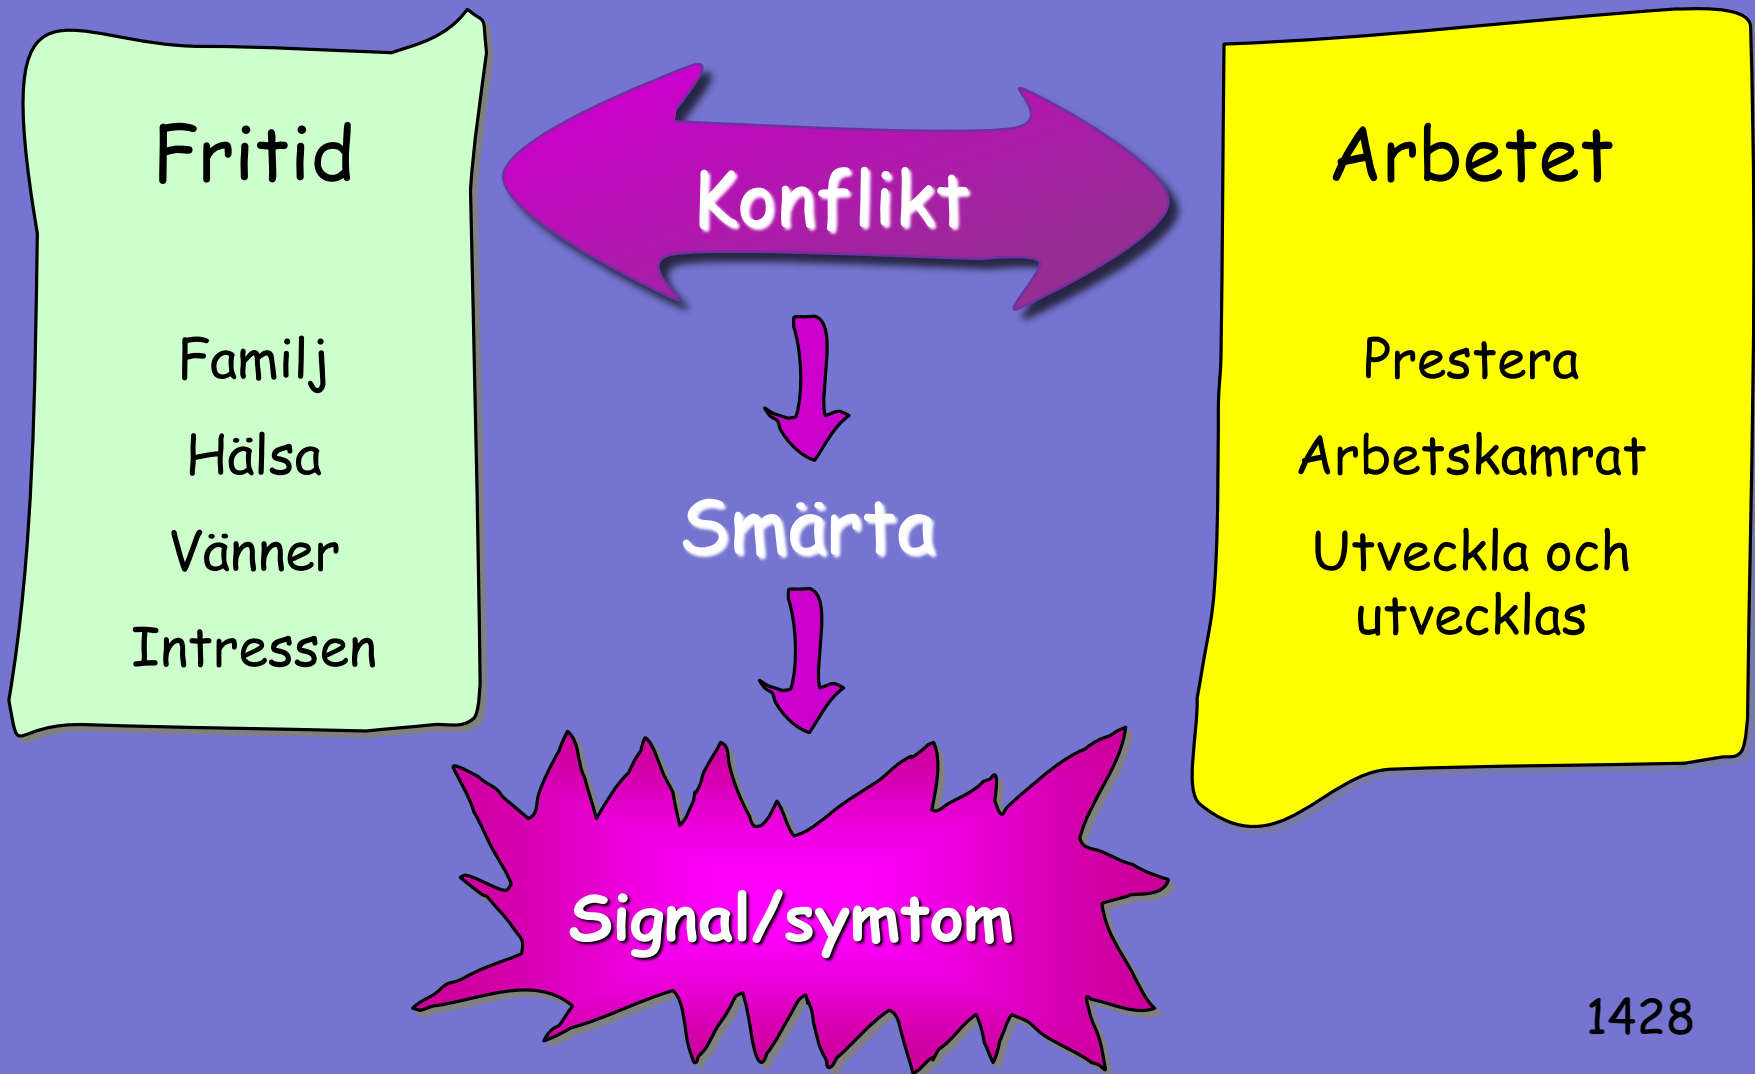 Fritid
Familj
Hälsa
Vänner
Intressen
Konflikt
Smärta
Signal/symtom
Arbetet
Prestera
Arbetskamrat
Utveckla och
utvecklas
1428